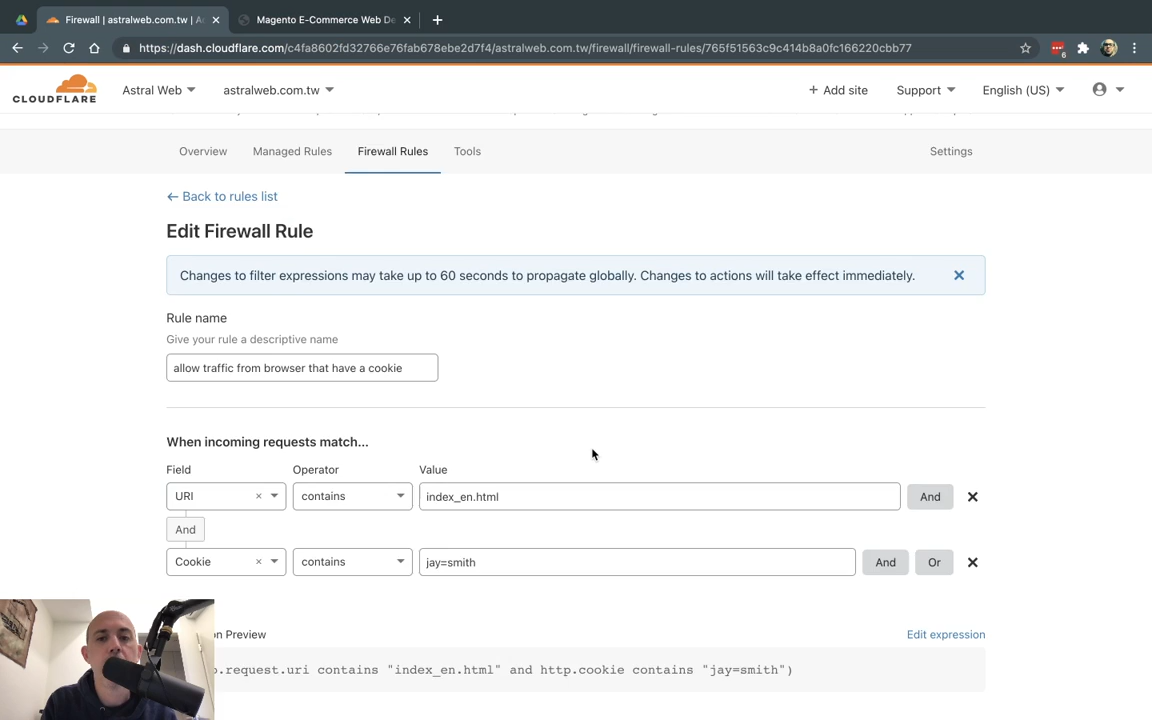 Firewall | astralweb.com.tw | A
Magento E-Commerce Web De
https://dash.cloudflare.com/c4fa8602fd32766e76fab678ebe2d7f4/astralweb.com.tw/firewall/firewall-rules/765f51563c9c414b8a0fc166220cbb77
6
CLOUDFLARE
Astral Web
astralweb.com.tw
+ Add site
Support
English (US)
Overview
Managed Rules
Firewall Rules
Tools
Settings
← Back to rules list
Edit Firewall Rule
Changes to filter expressions may take up to 60 seconds to propagate globally. Changes to actions will take effect immediately.
Rule name
Give your rule a descriptive name
allow traffic from browser that have a cookie
When incoming requests match...
Field Operator Value
URI contains index_en.html And
And
Cookie contains jay=smith And Or
on Preview
Edit expression
p.request.uri contains "index_en.html" and http.cookie contains "jay=smith")